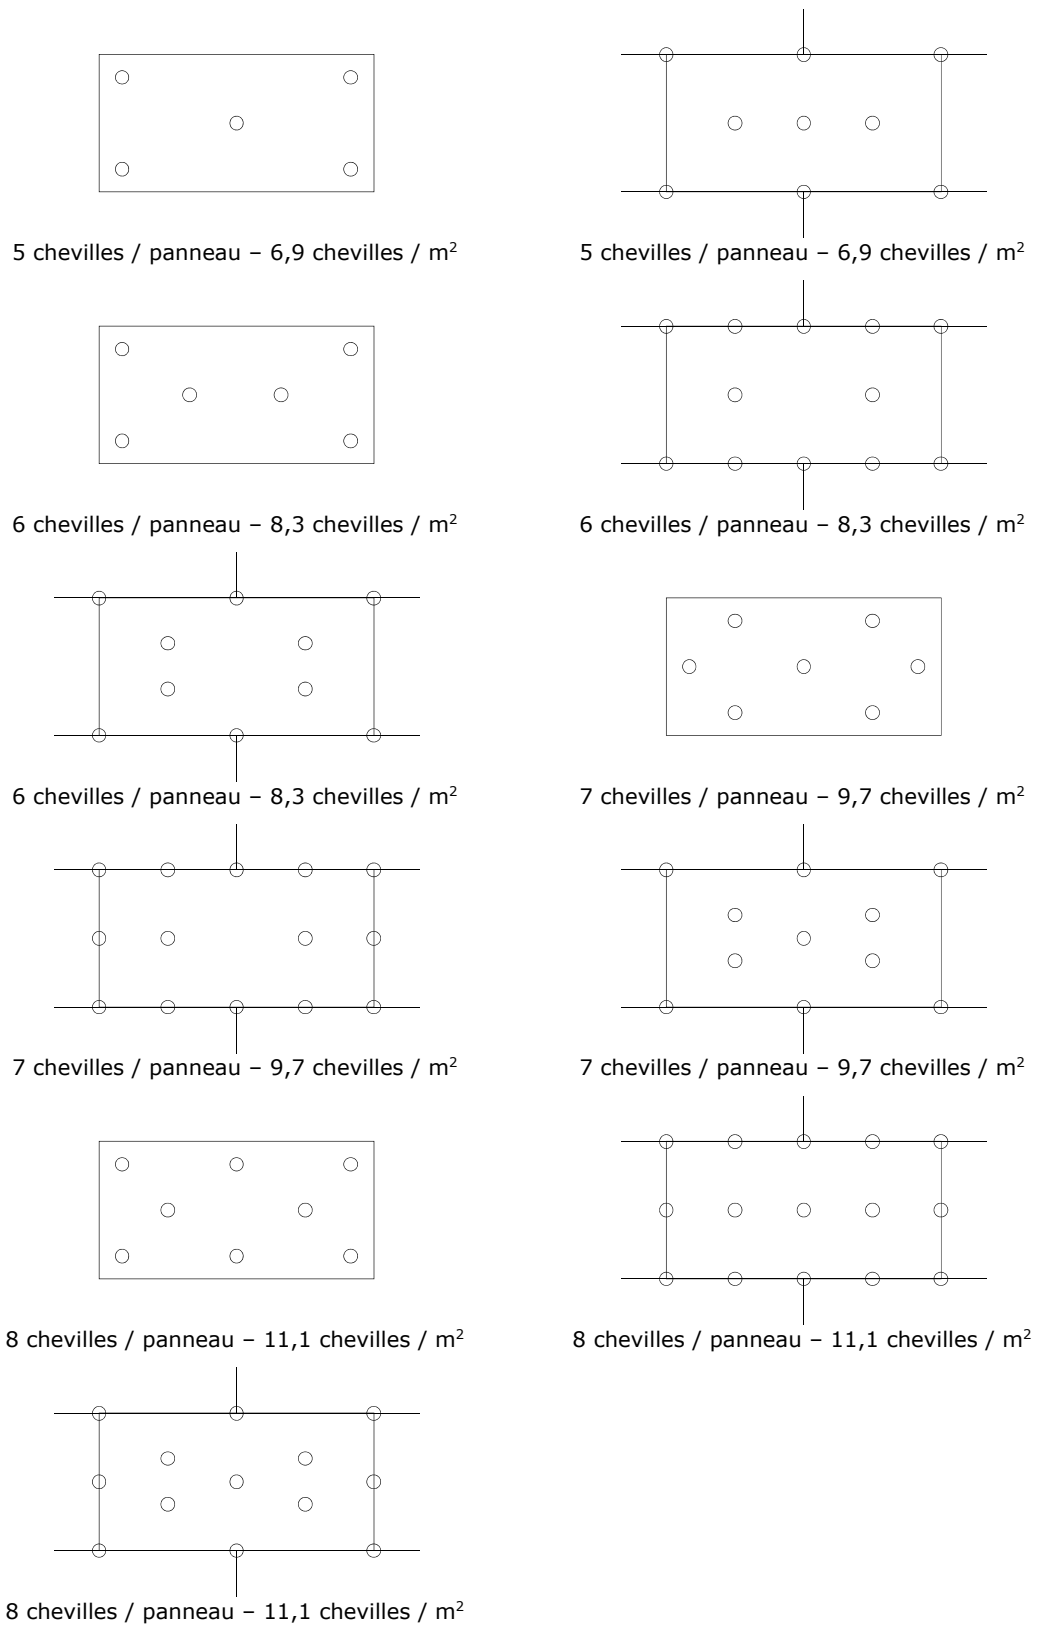 5 chevilles / panneau – 6,9 chevilles / m²
5 chevilles / panneau – 6,9 chevilles / m²
6 chevilles / panneau – 8,3 chevilles / m²
6 chevilles / panneau – 8,3 chevilles / m²
6 chevilles / panneau – 8,3 chevilles / m²
7 chevilles / panneau – 9,7 chevilles / m²
7 chevilles / panneau – 9,7 chevilles / m²
7 chevilles / panneau – 9,7 chevilles / m²
8 chevilles / panneau – 11,1 chevilles / m²
8 chevilles / panneau – 11,1 chevilles / m²
8 chevilles / panneau – 11,1 chevilles / m²